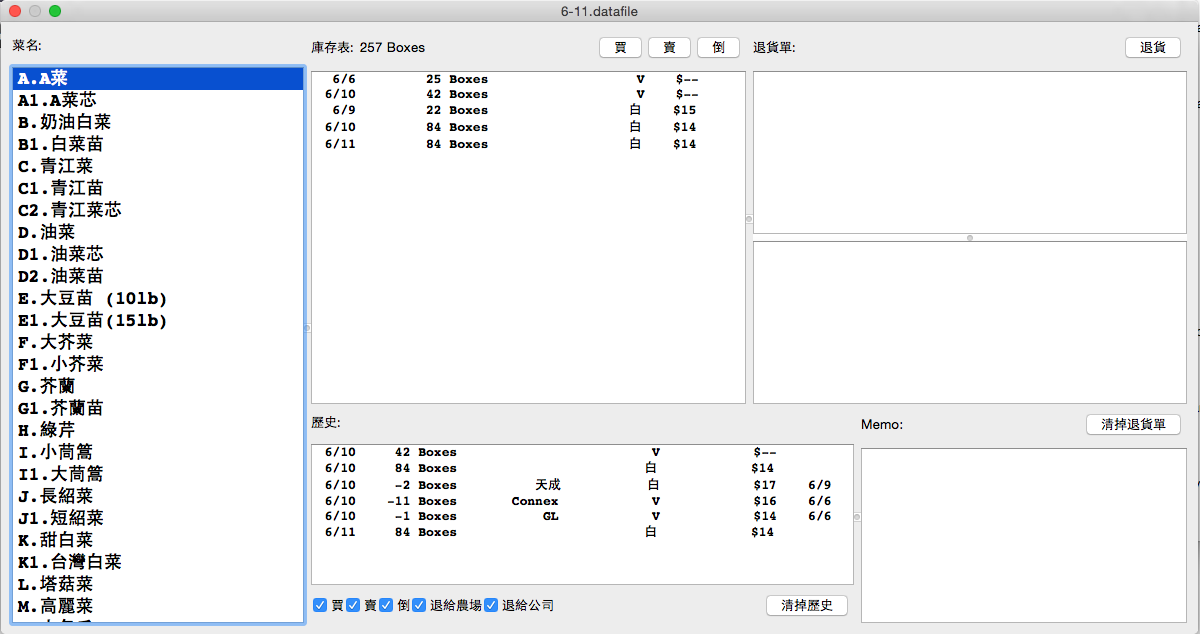 6-11.datafile
菜名:
A.A菜
A1.A菜芯
B.奶油白菜
B1.白菜苗
C.青江菜
C1.青江苗
C2.青江菜芯
D.油菜
D1.油菜芯
D2.油菜苗
E.大豆苗 (10lb)
E1.大豆苗(15lb)
F.大芥菜
F1.小芥菜
G.芥蘭
G1.芥蘭苗
H.綠芹
I.小茼篙
I1.大茼篙
J.長紹菜
J1.短紹菜
K.甜白菜
K1.台灣白菜
L.塔菇菜
M.高麗菜
庫存表: 257 Boxes
買 賣 倒
6/6 25 Boxes V $--
6/10 42 Boxes V $--
6/9 22 Boxes 白 $15
6/10 84 Boxes 白 $14
6/11 84 Boxes 白 $14
退貨單:
退貨
歷史:
6/10 42 Boxes V $--
6/10 84 Boxes 白 $14
6/10 -2 Boxes 天成 白 $17 6/9
6/10 -11 Boxes Connex V $16 6/6
6/10 -1 Boxes GL V $14 6/6
6/11 84 Boxes 白 $14
買 賣 倒 退給農場 退給公司
清掉歷史
Memo:
清掉退貨單